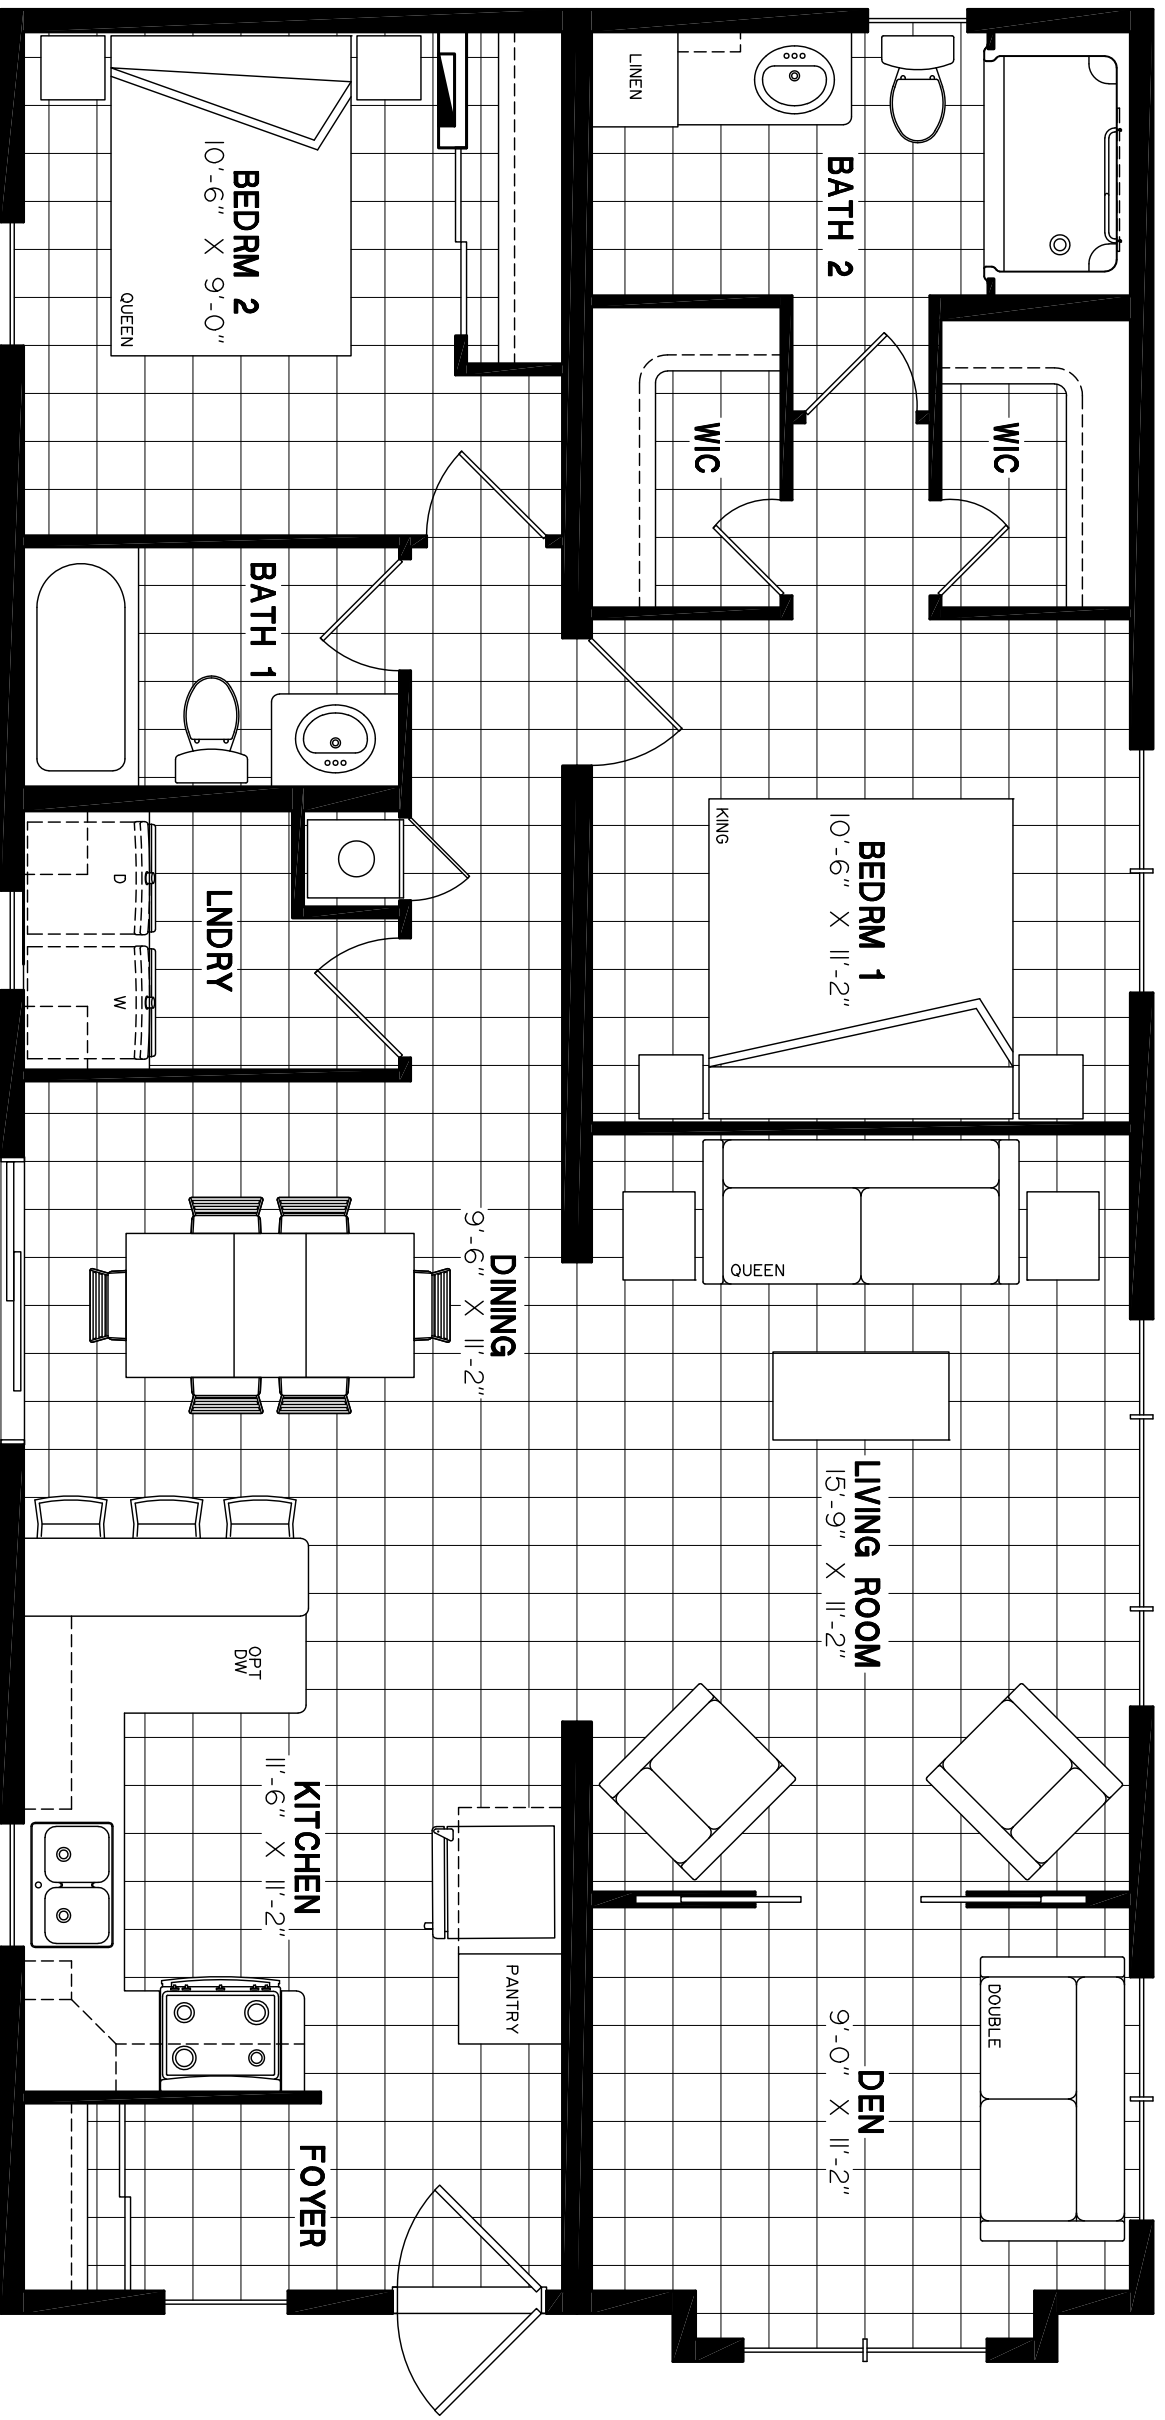 LINEN
BATH 2
BEDRM 2
10'-6" X 9'-0"
QUEEN
WIC
WIC
BATH 1
KING
BEDRM 1
10'-6" X 11'-2"
LNDRY
D
W
QUEEN
DINING
9'-6" X 11'-2"
LIVING ROOM
15'-9" X 11'-2"
OPT
DW
KITCHEN
11'-6" X 11'-2"
PANTRY
DOUBLE
DEN
9'-0" X 11'-2"
FOYER